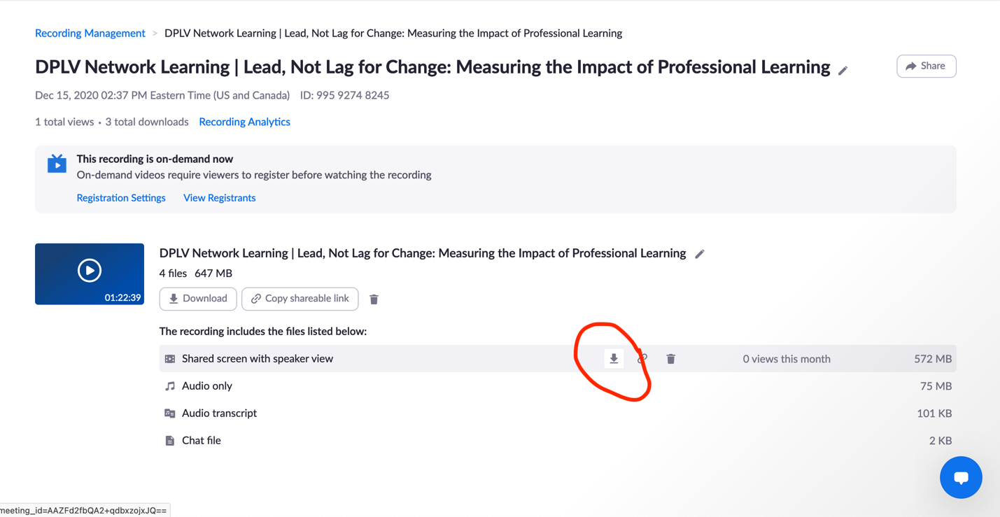 Recording Management > DPLV Network Learning | Lead, Not Lag for Change: Measuring the Impact of Professional Learning
DPLV Network Learning | Lead, Not Lag for Change: Measuring the Impact of Professional Learning
Share
Dec 15, 2020 02:37 PM Eastern Time (US and Canada) ID: 995 9274 8245
1 total views • 3 total downloads Recording Analytics
This recording is on-demand now
On-demand videos require viewers to register before watching the recording
Registration Settings View Registrants
DPLV Network Learning | Lead, Not Lag for Change: Measuring the Impact of Professional Learning
4 files 647 MB
01:22:39
Download Copy shareable link
The recording includes the files listed below:
Shared screen with speaker view 0 views this month 572 MB
Audio only 75 MB
Audio transcript 101 KB
Chat file 2 KB
meeting_id=AAZFd2fbQA2+qdbxzojxJQ==